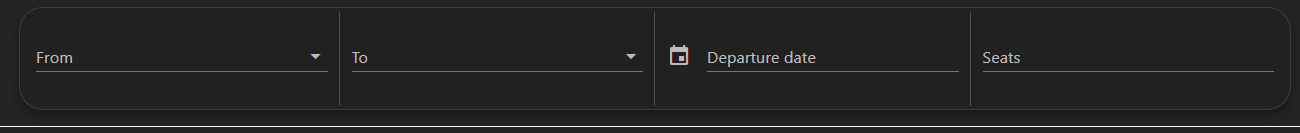 From
To
Departure date
Seats